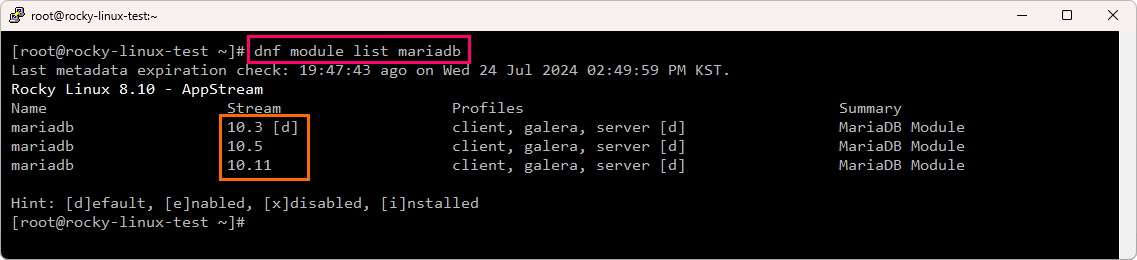 root@rocky-linux-test:~
[root@rocky-linux-test ~]# dnf module list mariadb
Last metadata expiration check: 19:47:43 ago on Wed 24 Jul 2024 02:49:59 PM KST.
Rocky Linux 8.10 - AppStream
Name Stream Profiles Summary
mariadb 10.3 [d] client, galera, server [d] MariaDB Module
mariadb 10.5 client, galera, server [d] MariaDB Module
mariadb 10.11 client, galera, server [d] MariaDB Module
Hint: [d]efault, [e]nabled, [x]disabled, [i]nstalled
[root@rocky-linux-test ~]#